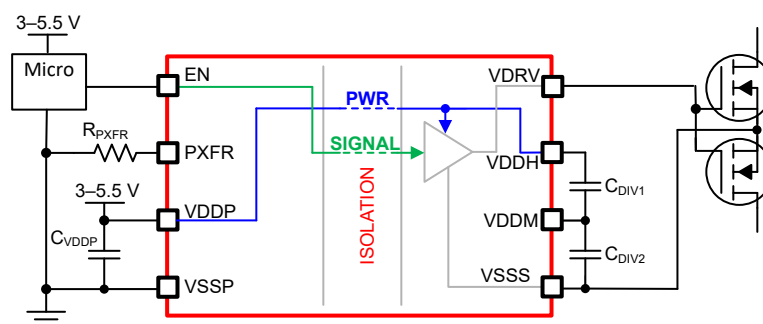 3–5.5 V
Micro
EN
PWR
VDRV
RPXFR
PXFR
SIGNAL
VDDH
CDIV1
3–5.5 V
VDDP
ISOLATION
VDDM
CVDDP
CDIV2
VSSP
VSSS